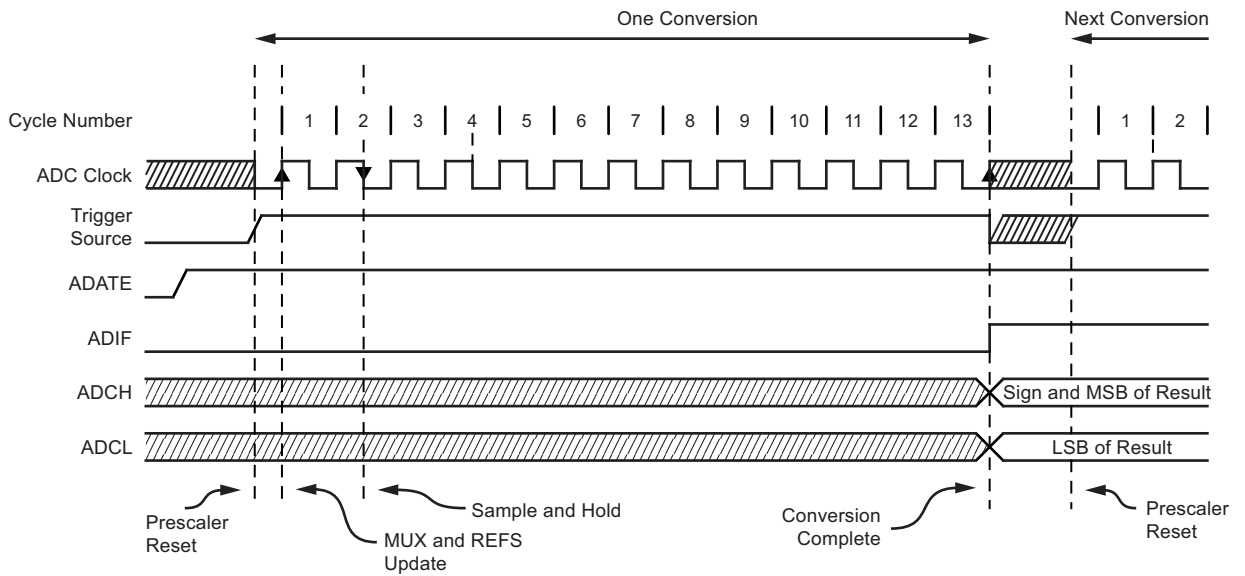 One Conversion
Next Conversion
Cycle Number
1 2 3 4 5 6 7 8 9 10 11 12 13 1 2
ADC Clock
Trigger
Source
ADATE
ADIF
ADCH
Sign and MSB of Result
ADCL
LSB of Result
Prescaler
Reset
MUX and REFS
Update
Sample and Hold
Conversion
Complete
Prescaler
Reset